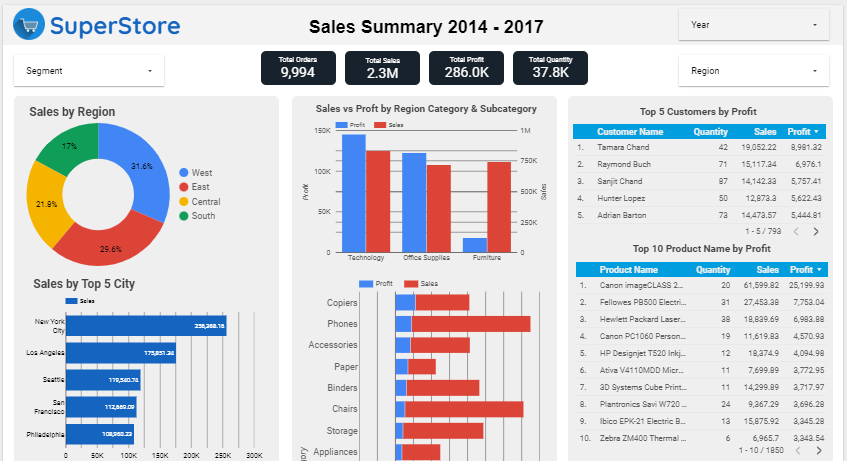 SuperStore
Sales Summary 2014 - 2017
Year
Segment
Total Orders
9,994
Total Sales
2.3M
Total Profit
286.0K
Total Quantity
37.8K
Region
Sales by Region
17%
31.6%
21.8%
29.6%
West
East
Central
South
Sales by Top 5 City
Sales
New York City
Los Angeles
175,851.34
Seattle
119,540.74
San Francisco
112,669.09
Philadelphia
0 50K 100K 150K 200K 250K 300K
Sales vs Proft by Region Category & Subcategory
Profit Sales
150K 1M
100K 750K
500K
50K 250K
0 0
Profit
Sales
Technology Office Supplies Furniture
Profit Sales
Copiers
Phones
Accessories
Paper
Binders
Chairs
Storage
Appliances
Top 5 Customers by Profit
Customer Name Quantity Sales Profit
1. Tamara Chand 42 19,052.22 8,981.32
2. Raymond Buch 71 15,117.34 6,976.1
3. Sanjit Chand 87 14,142.33 5,757.41
4. Hunter Lopez 50 12,873.3 5,622.43
5. Adrian Barton 73 14,473.57 5,444.81
1 - 5 / 793
Top 10 Product Name by Profit
Product Name Quantity Sales Profit
1. Canon imageCLASS 2... 20 61,599.82 25,199.93
2. Fellowes PB500 Electri... 31 27,453.38 7,753.04
3. Hewlett Packard Laser... 38 18,839.69 6,983.88
4. Canon PC1060 Person... 19 11,619.83 4,570.93
5. HP Designjet T520 Inkj... 12 18,374.9 4,094.98
6. Ativa V4110MDD Micr... 11 7,699.89 3,772.95
7. 3D Systems Cube Print... 11 14,299.89 3,717.97
8. Plantronics Savi W720 ... 24 9,367.29 3,696.28
9. Ibico EPK-21 Electric B... 13 15,875.92 3,345.28
10. Zebra ZM400 Thermal ... 6 6,965.7 3,343.54
1 - 10 / 1850